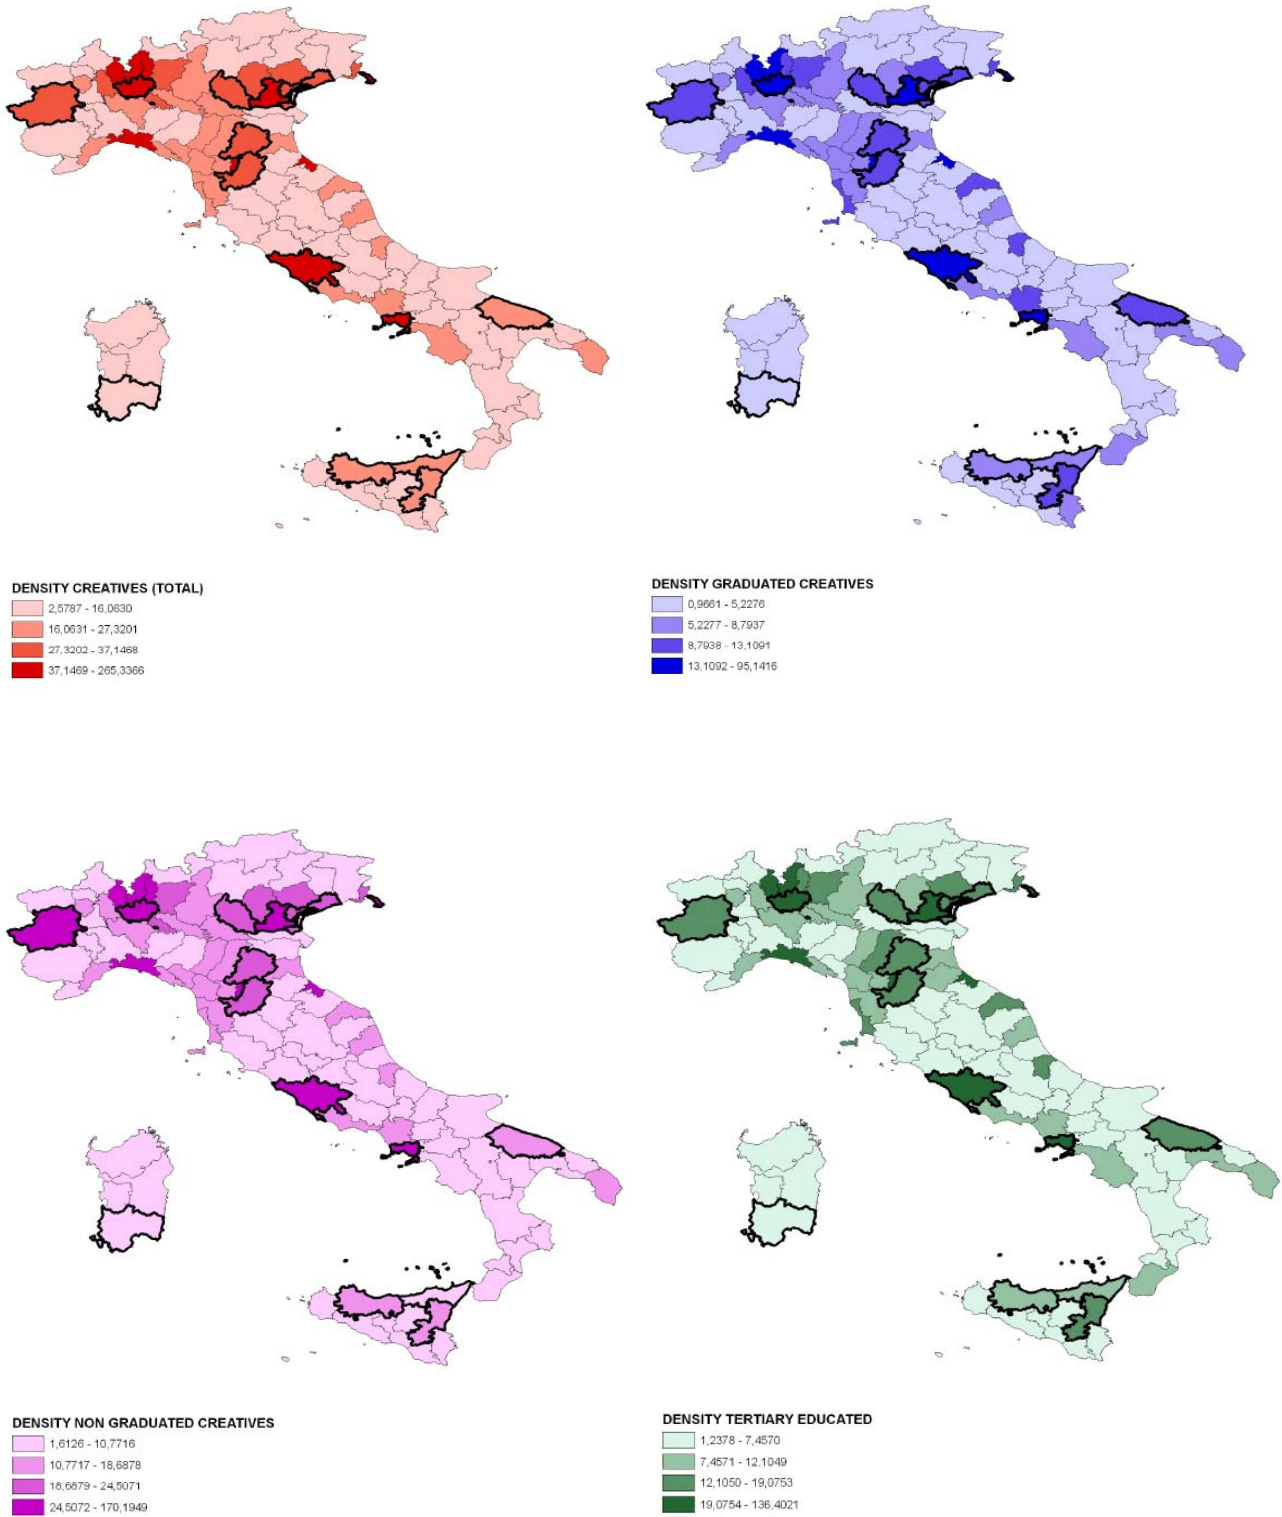 DENSITY CREATIVES (TOTAL)
2,5787 - 16,0630
16,0631 - 27,3201
27,3202 - 37,1468
37,1469 - 265,3366
DENSITY GRADUATED CREATIVES
0,9661 - 5,2276
5,2277 - 8,7937
8,7938 - 13,1091
13,1092 - 95,1416
DENSITY NON GRADUATED CREATIVES
1,6126 - 10,7716
10,7717 - 18,6878
18,6879 - 24,5071
24,5072 - 170,1949
DENSITY TERTIARY EDUCATED
1,2378 - 7,4570
7,4571 - 12,1049
12,1050 - 19,0753
19,0754 - 136,4021